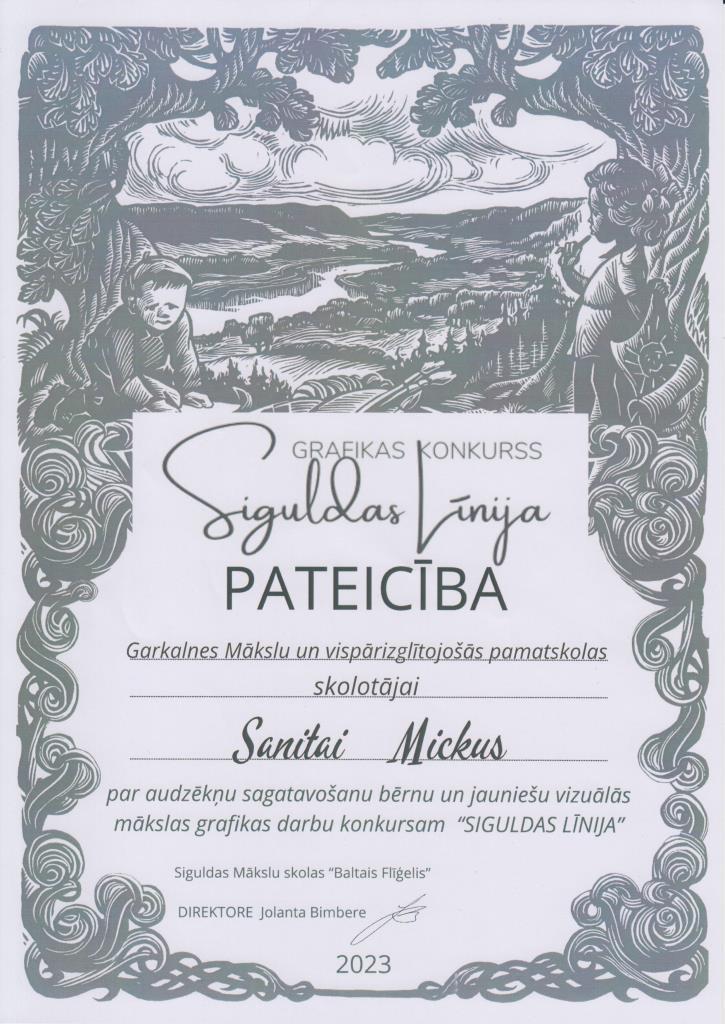 GRAFIKAS KONKURSS
Siguldas Līnija
PATEICĪBA
Garkalnes Mākslu un vispārizglītojošās pamatskolas
skolotājai
Sanitai Mickus
par audzēkņu sagatavošanu bērnu un jauniešu vizuālās
mākslas grafikas darbu konkursam “SIGULDAS LĪNIJA”
Siguldas Mākslu skolas “Baltais Flīģelis”
DIREKTORE Jolanta Bimbere
2023